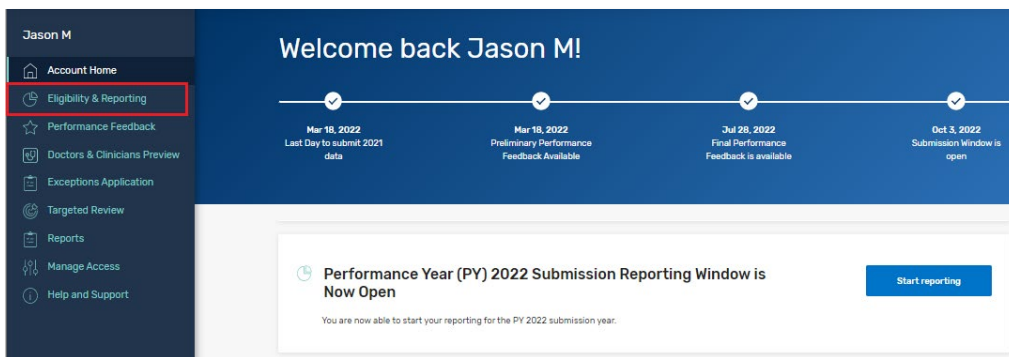 Jason M
Account Home
Eligibility & Reporting
Performance Feedback
Doctors & Clinicians Preview
Exceptions Application
Targeted Review
Reports
Manage Access
Help and Support
Welcome back Jason M!
Mar 18, 2022
Last Day to submit 2021
data
Mar 18, 2022
Preliminary Performance
Feedback Available
Jul 28, 2022
Final Performance
Feedback is available
Oct 3, 2022
Submission Window is
open
Performance Year (PY) 2022 Submission Reporting Window is
Now Open
You are now able to start your reporting for the PY 2022 submission year.
Start reporting